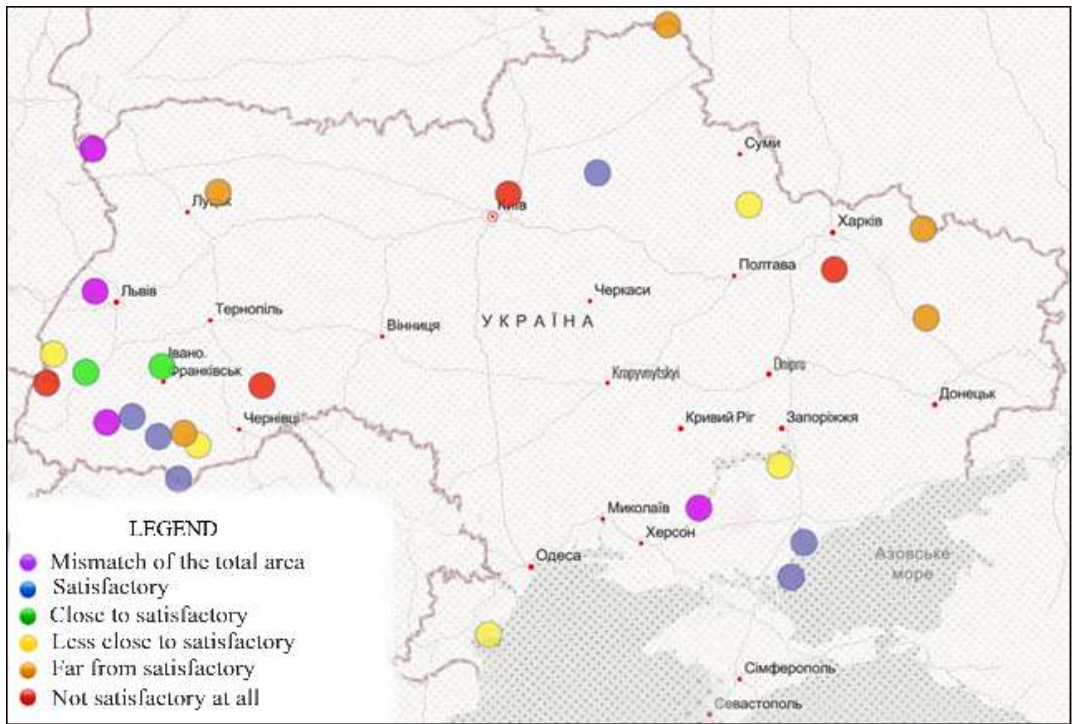 Суми
Луцьк
Київ
Харків
Полтава
Львів
Черкаси
Тернопіль
УКРАЇНА
Вінниця
Івано.
Франківськ
Кrapyvnytskyi
Dnipro
Донецьк
Чернівці
Кривий Ріг
Запоріжжя
Миколаїв
Херсон
Одеса
Азовське
море
Сімферополь
Севастополь
LEGEND
Mismatch of the total area
Satisfactory
Close to satisfactory
Less close to satisfactory
Far from satisfactory
Not satisfactory at all